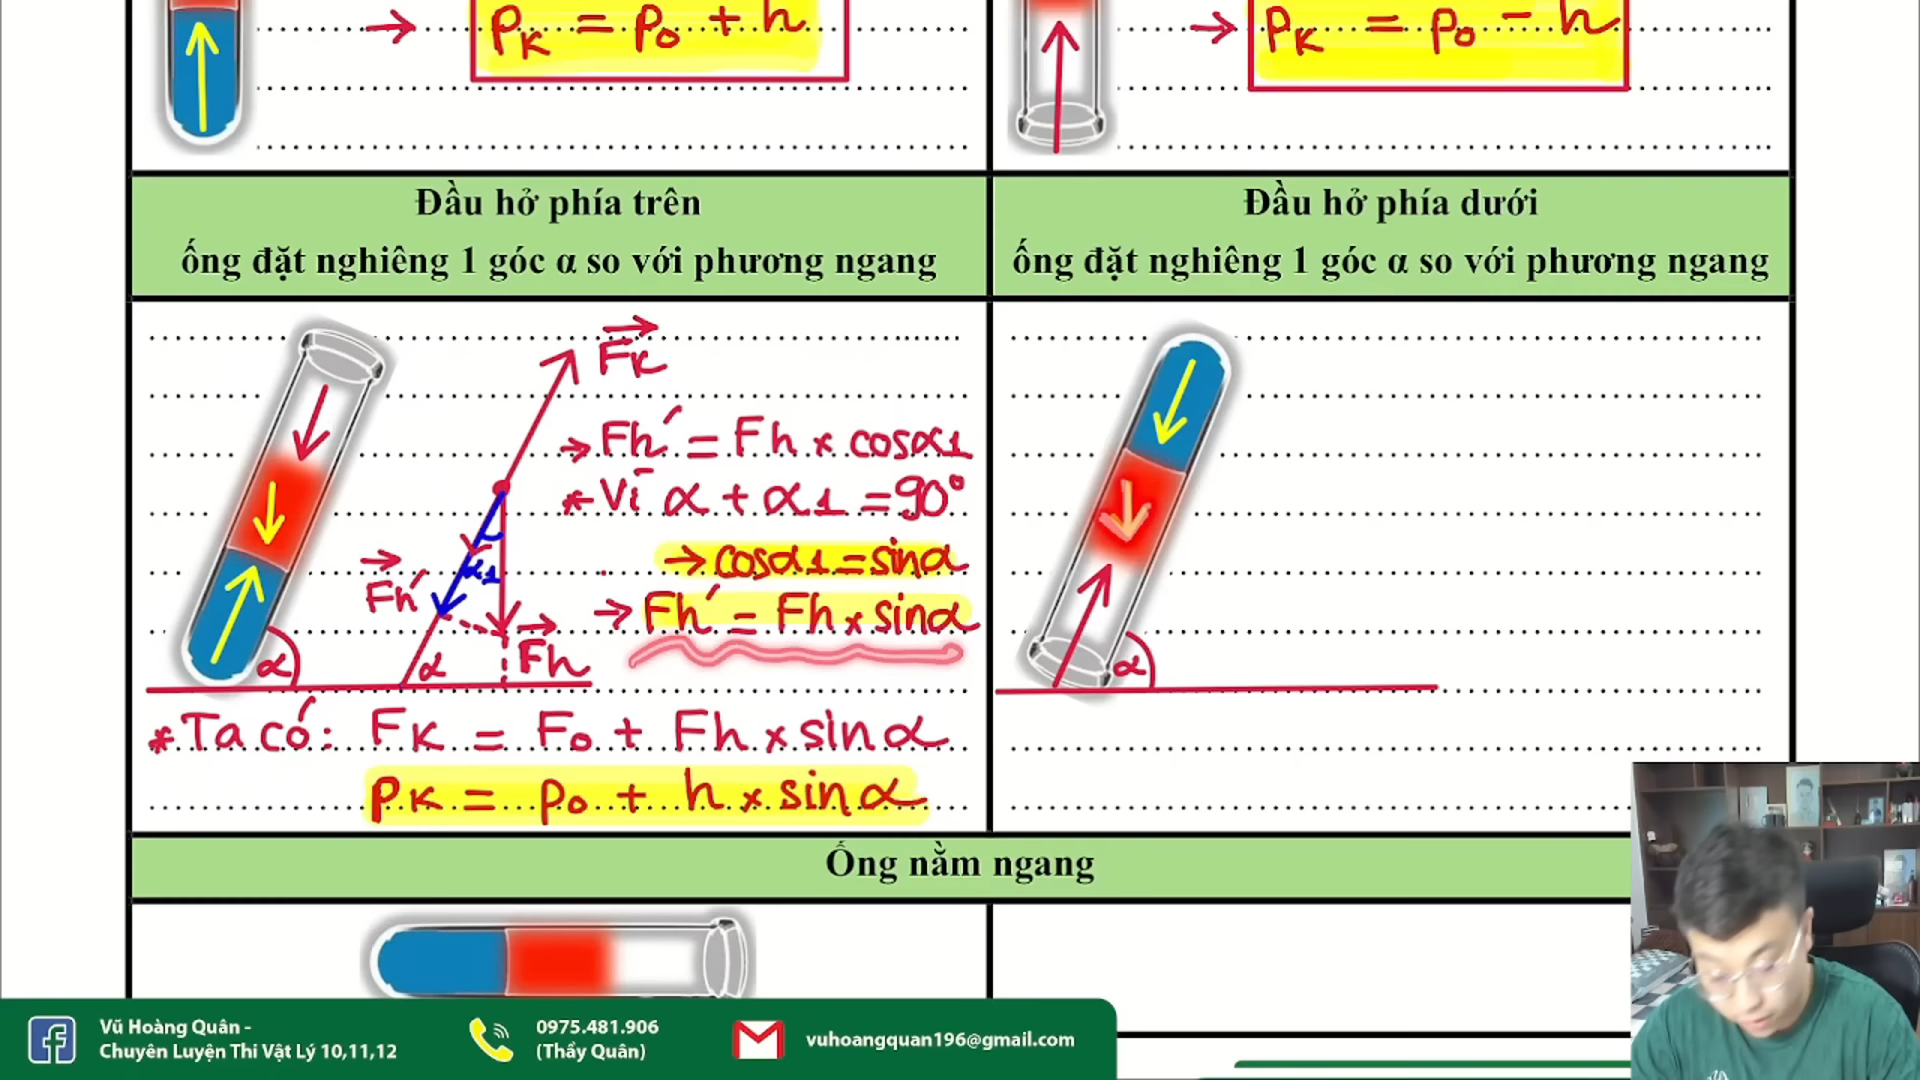 → pK = p0 + h
→ pK = p0 − h
Đầu hở phía trên
ống đặt nghiêng 1 góc α so với phương ngang
Đầu hở phía dưới
ống đặt nghiêng 1 góc α so với phương ngang
FK
→ Fh' = Fh × cosα1
* Vì α + α1 = 90°
→ cosα1 = sinα
→ Fh' = Fh × sinα
Fh'
α1
Fh
α
α
* Ta có: FK = F0 + Fh × sinα
pK = p0 + h × sinα
α
Ống nằm ngang
Vũ Hoàng Quân -
Chuyên Luyện Thi Vật Lý 10,11,12
0975.481.906
(Thầy Quân)
vuhoangquan196@gmail.com